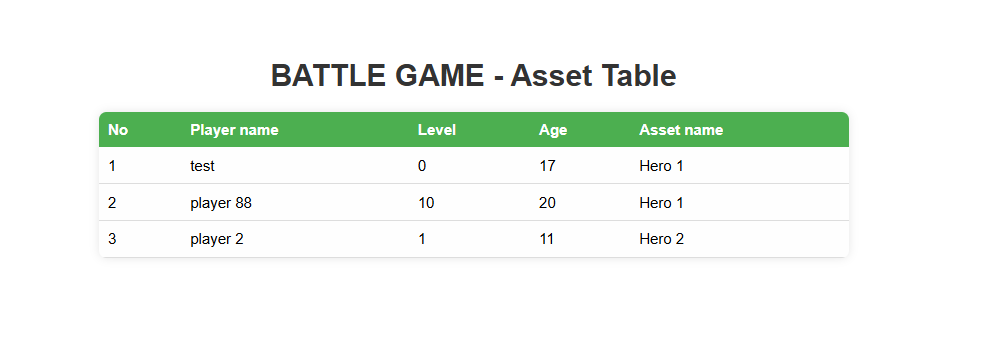 BATTLE GAME - Asset Table
No Player name Level Age Asset name
1 test 0 17 Hero 1
2 player 88 10 20 Hero 1
3 player 2 1 11 Hero 2